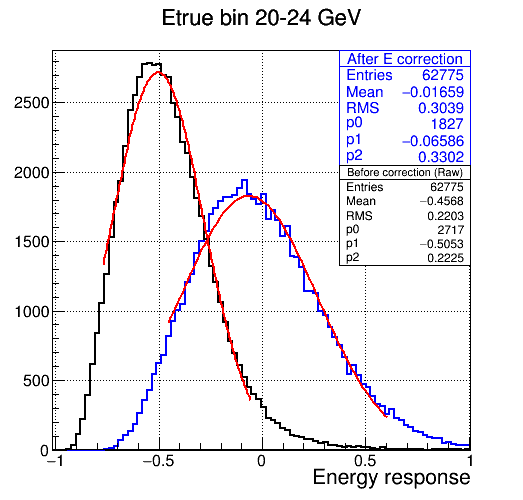 Etrue bin 20-24 GeV
After E correction
Entries 62775
Mean −0.01659
RMS 0.3039
p0 1827
p1 −0.06586
p2 0.3302
Before correction (Raw)
Entries 62775
Mean −0.4568
RMS 0.2203
p0 2717
p1 −0.5053
p2 0.2225
2500
2000
1500
1000
500
0
−1 −0.5 0 0.5 1
Energy response